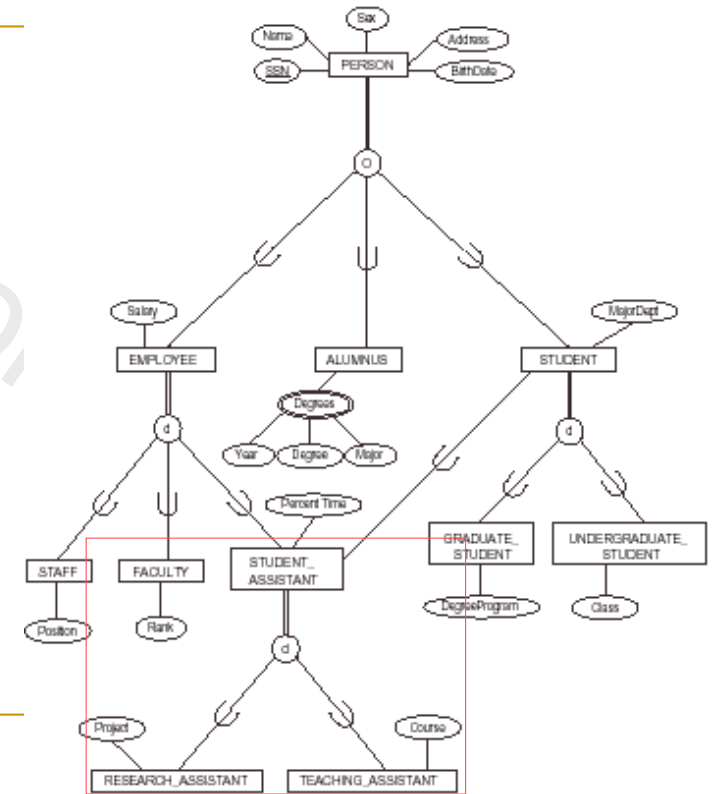 Sex
Name
Address
SSN
PERSON
BirthDate
O
Salary
MajorDept
EMPLOYEE
ALUMNUS
STUDENT
Degrees
d
d
Year
Degree
Major
Percent Time
STAFF
FACULTY
STUDENT_
ASSISTANT
GRADUATE_
STUDENT
UNDERGRADUATE_
STUDENT
Position
Rank
DegreeProgram
Class
d
Project
Course
RESEARCH_ASSISTANT
TEACHING_ASSISTANT